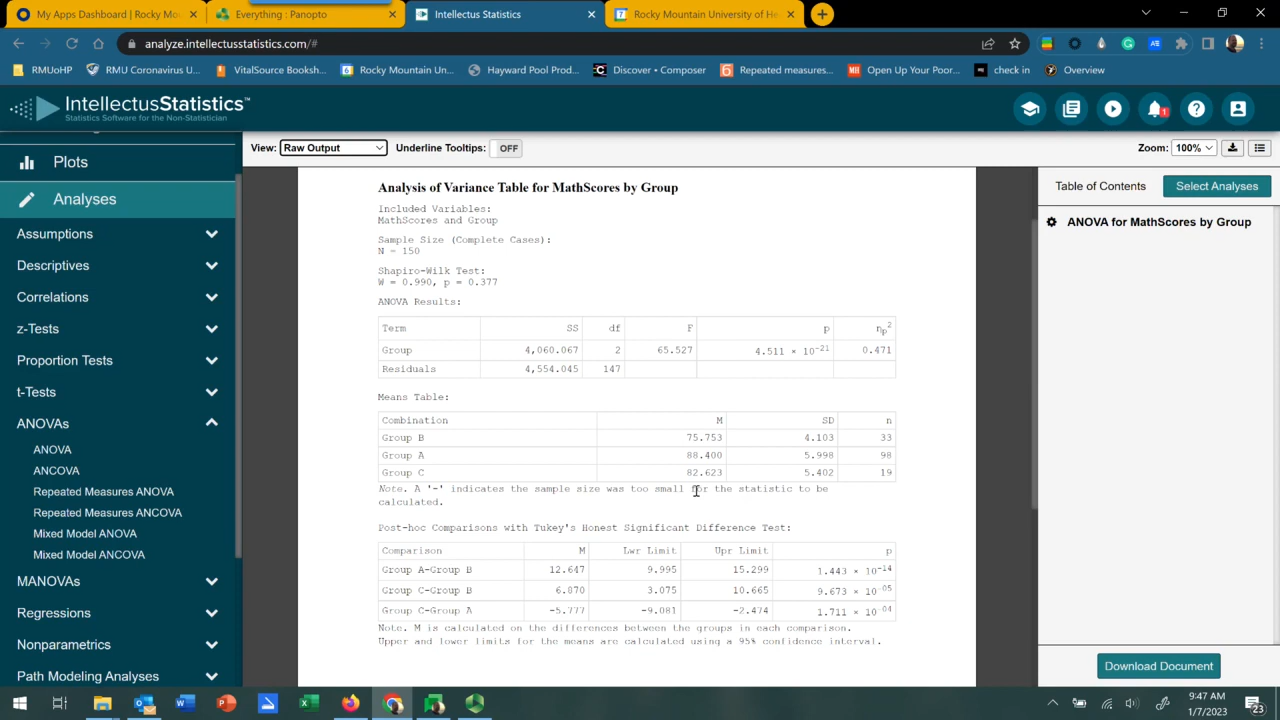 My Apps Dashboard | Rocky Mou
Everything : Panopto
Intellectus Statistics
Rocky Mountain University of He
analyze.intellectusstatistics.com/#
RMUoHP
RMU Coronavirus U...
VitalSource Booksh...
Rocky Mountain Un...
Hayward Pool Prod...
Discover • Composer
Repeated measures...
Open Up Your Poor...
check in
Overview
IntellectusStatistics™
Statistics Software for the Non-Statistician
1
View: Raw Output
Underline Tooltips: OFF
Zoom: 100%
Plots
Analyses
Assumptions
Descriptives
Correlations
z-Tests
Proportion Tests
t-Tests
ANOVAs
ANOVA
ANCOVA
Repeated Measures ANOVA
Repeated Measures ANCOVA
Mixed Model ANOVA
Mixed Model ANCOVA
MANOVAs
Regressions
Nonparametrics
Path Modeling Analyses
Analysis of Variance Table for MathScores by Group
Included Variables:
MathScores and Group
Sample Size (Complete Cases):
N = 150
Shapiro-Wilk Test:
W = 0.990, p = 0.377
ANOVA Results:
Term SS df F p np2
Group 4,060.067 2 65.527 4.511 × 10-21 0.471
Residuals 4,554.045 147
Means Table:
Combination M SD n
Group B 75.753 4.103 33
Group A 88.400 5.998 98
Group C 82.623 5.402 19
Note. A '-' indicates the sample size was too small for the statistic to be
calculated.
Post-hoc Comparisons with Tukey's Honest Significant Difference Test:
Comparison M Lwr Limit Upr Limit p
Group A-Group B 12.647 9.995 15.299 1.443 × 10-14
Group C-Group B 6.870 3.075 10.665 9.673 × 10-05
Group C-Group A -5.777 -9.081 -2.474 1.711 × 10-04
Note. M is calculated on the differences between the groups in each comparison.
Upper and lower limits for the means are calculated using a 95% confidence interval.
Table of Contents
Select Analyses
ANOVA for MathScores by Group
Download Document
9:47 AM
1/7/2023
23